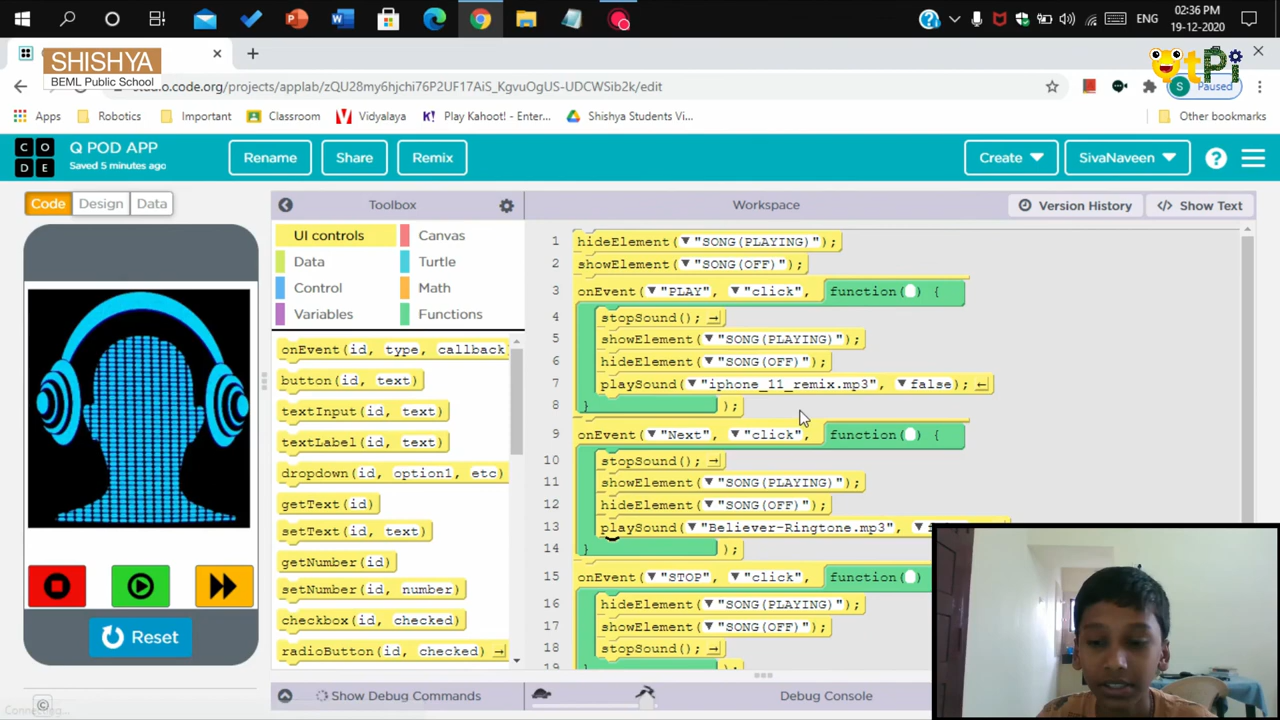 02:36 PM
ENG
19-12-2020
SHISHYA
BEML Public School
tPi
studio.code.org/projects/applab/zQU28my6hjchi76P2UF17AiS_KgvuOgUS-UDCWSib2k/edit
S Paused
Apps Robotics Important Classroom Vidyalaya Play Kahoot! - Enter... Shishya Students Vi... Other bookmarks
C O D E
Q POD APP
Saved 5 minutes ago
Rename Share Remix Create SivaNaveen ?
Code Design Data Toolbox Workspace Version History </> Show Text
UI controls Canvas
Data Turtle
Control Math
Variables Functions
onEvent(id, type, callback
button(id, text)
textInput(id, text)
textLabel(id, text)
dropdown(id, option1, etc)
getText(id)
setText(id, text)
getNumber(id)
setNumber(id, number)
checkbox(id, checked)
radioButton(id, checked)
1 hideElement("SONG(PLAYING)");
2 showElement("SONG(OFF)");
3 onEvent("PLAY", "click", function() {
4 stopSound();
5 showElement("SONG(PLAYING)");
6 hideElement("SONG(OFF)");
7 playSound("iphone_11_remix.mp3", false);
8 } );
9 onEvent("Next", "click", function() {
10 stopSound();
11 showElement("SONG(PLAYING)");
12 hideElement("SONG(OFF)");
13 playSound("Believer-Ringtone.mp3",
14 } );
15 onEvent("STOP", "click", function()
16 hideElement("SONG(PLAYING)");
17 showElement("SONG(OFF)");
18 stopSound();
19 } );
Reset
Show Debug Commands Debug Console
Connecting...